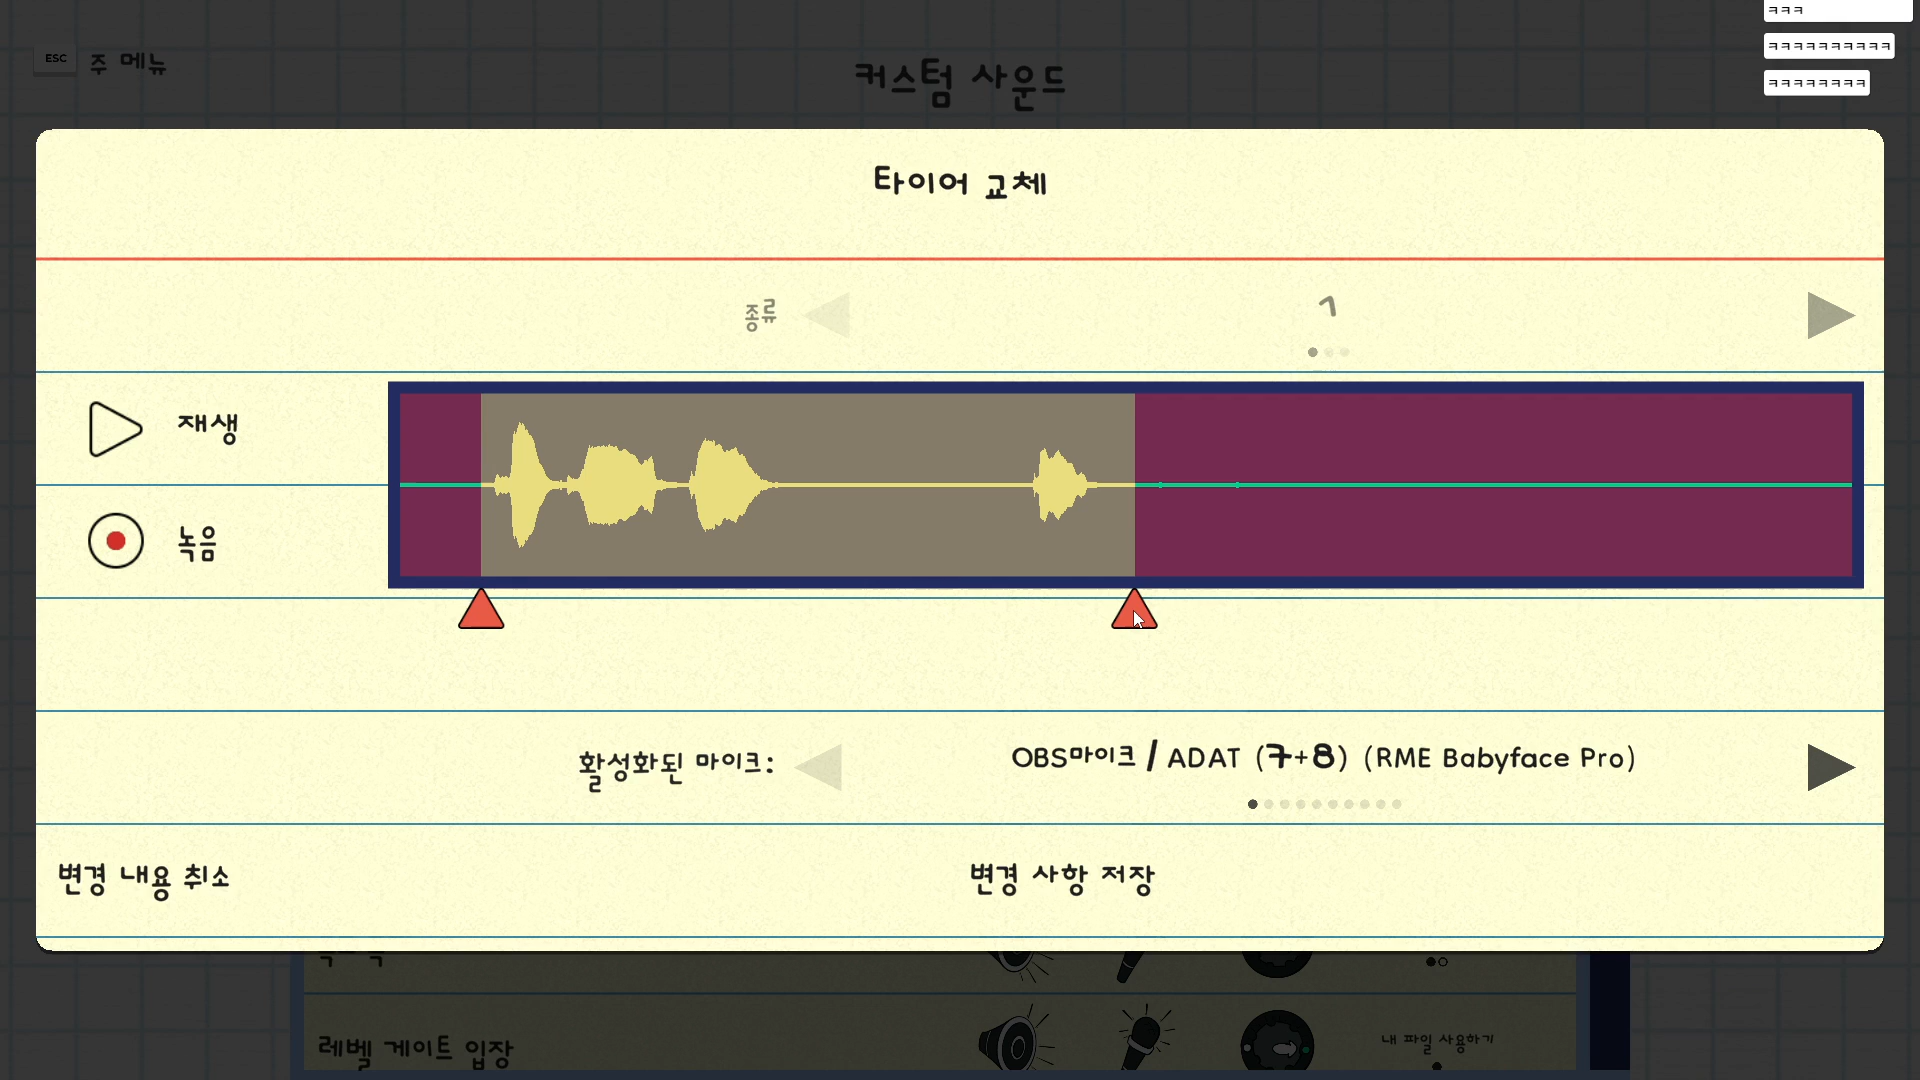 ㅋㅋㅋ
ㅋㅋㅋㅋㅋㅋㅋㅋㅋㅋ
ㅋㅋㅋㅋㅋㅋㅋㅋ
ESC 주 메뉴
커스텀 사운드
타이어 교체
종류
1
재생
녹음
활성화된 마이크: OBS마이크 / ADAT (7+8) (RME Babyface Pro)
변경 내용 취소 변경 사항 저장
레벨 게이트 입장 내 파일 사용하기